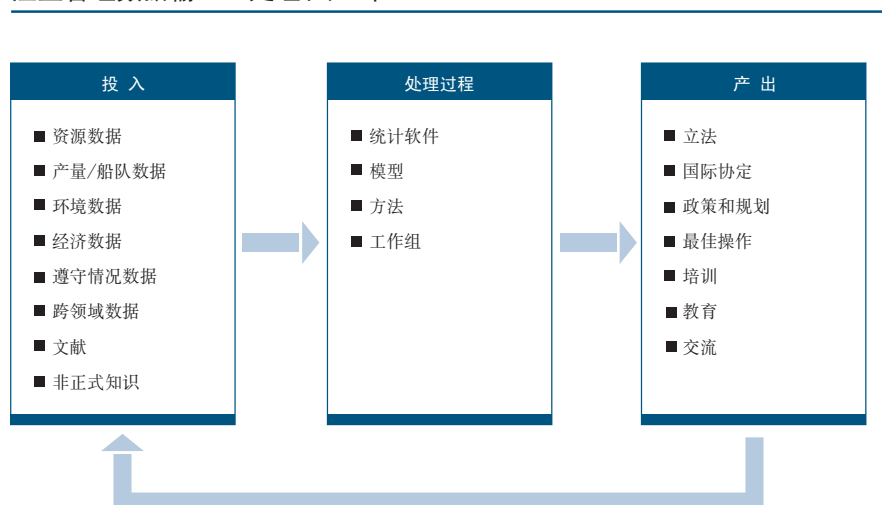 投 入
资源数据
产量/船队数据
环境数据
经济数据
遵守情况数据
跨领域数据
文献
非正式知识
处理过程
统计软件
模型
方法
工作组
产 出
立法
国际协定
政策和规划
最佳操作
培训
教育
交流